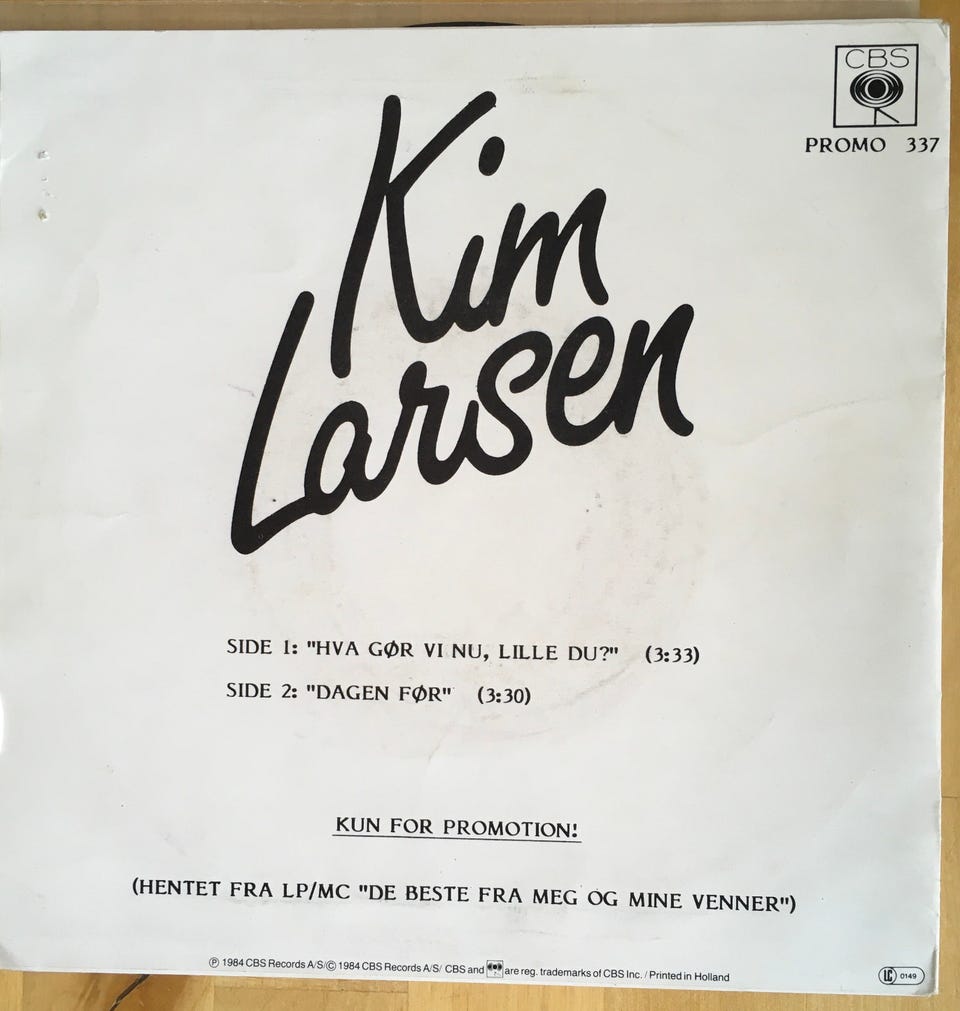 CBS
PROMO 337
Kim
Larsen
SIDE 1: "HVA GØR VI NU, LILLE DU?" (3:33)
SIDE 2: "DAGEN FØR" (3:30)
KUN FOR PROMOTION!
(HENTET FRA LP/MC "DE BESTE FRA MEG OG MINE VENNER")
℗ 1984 CBS Records A/S/© 1984 CBS Records A/S/ CBS and are reg. trademarks of CBS Inc. / Printed in Holland
LC 0149